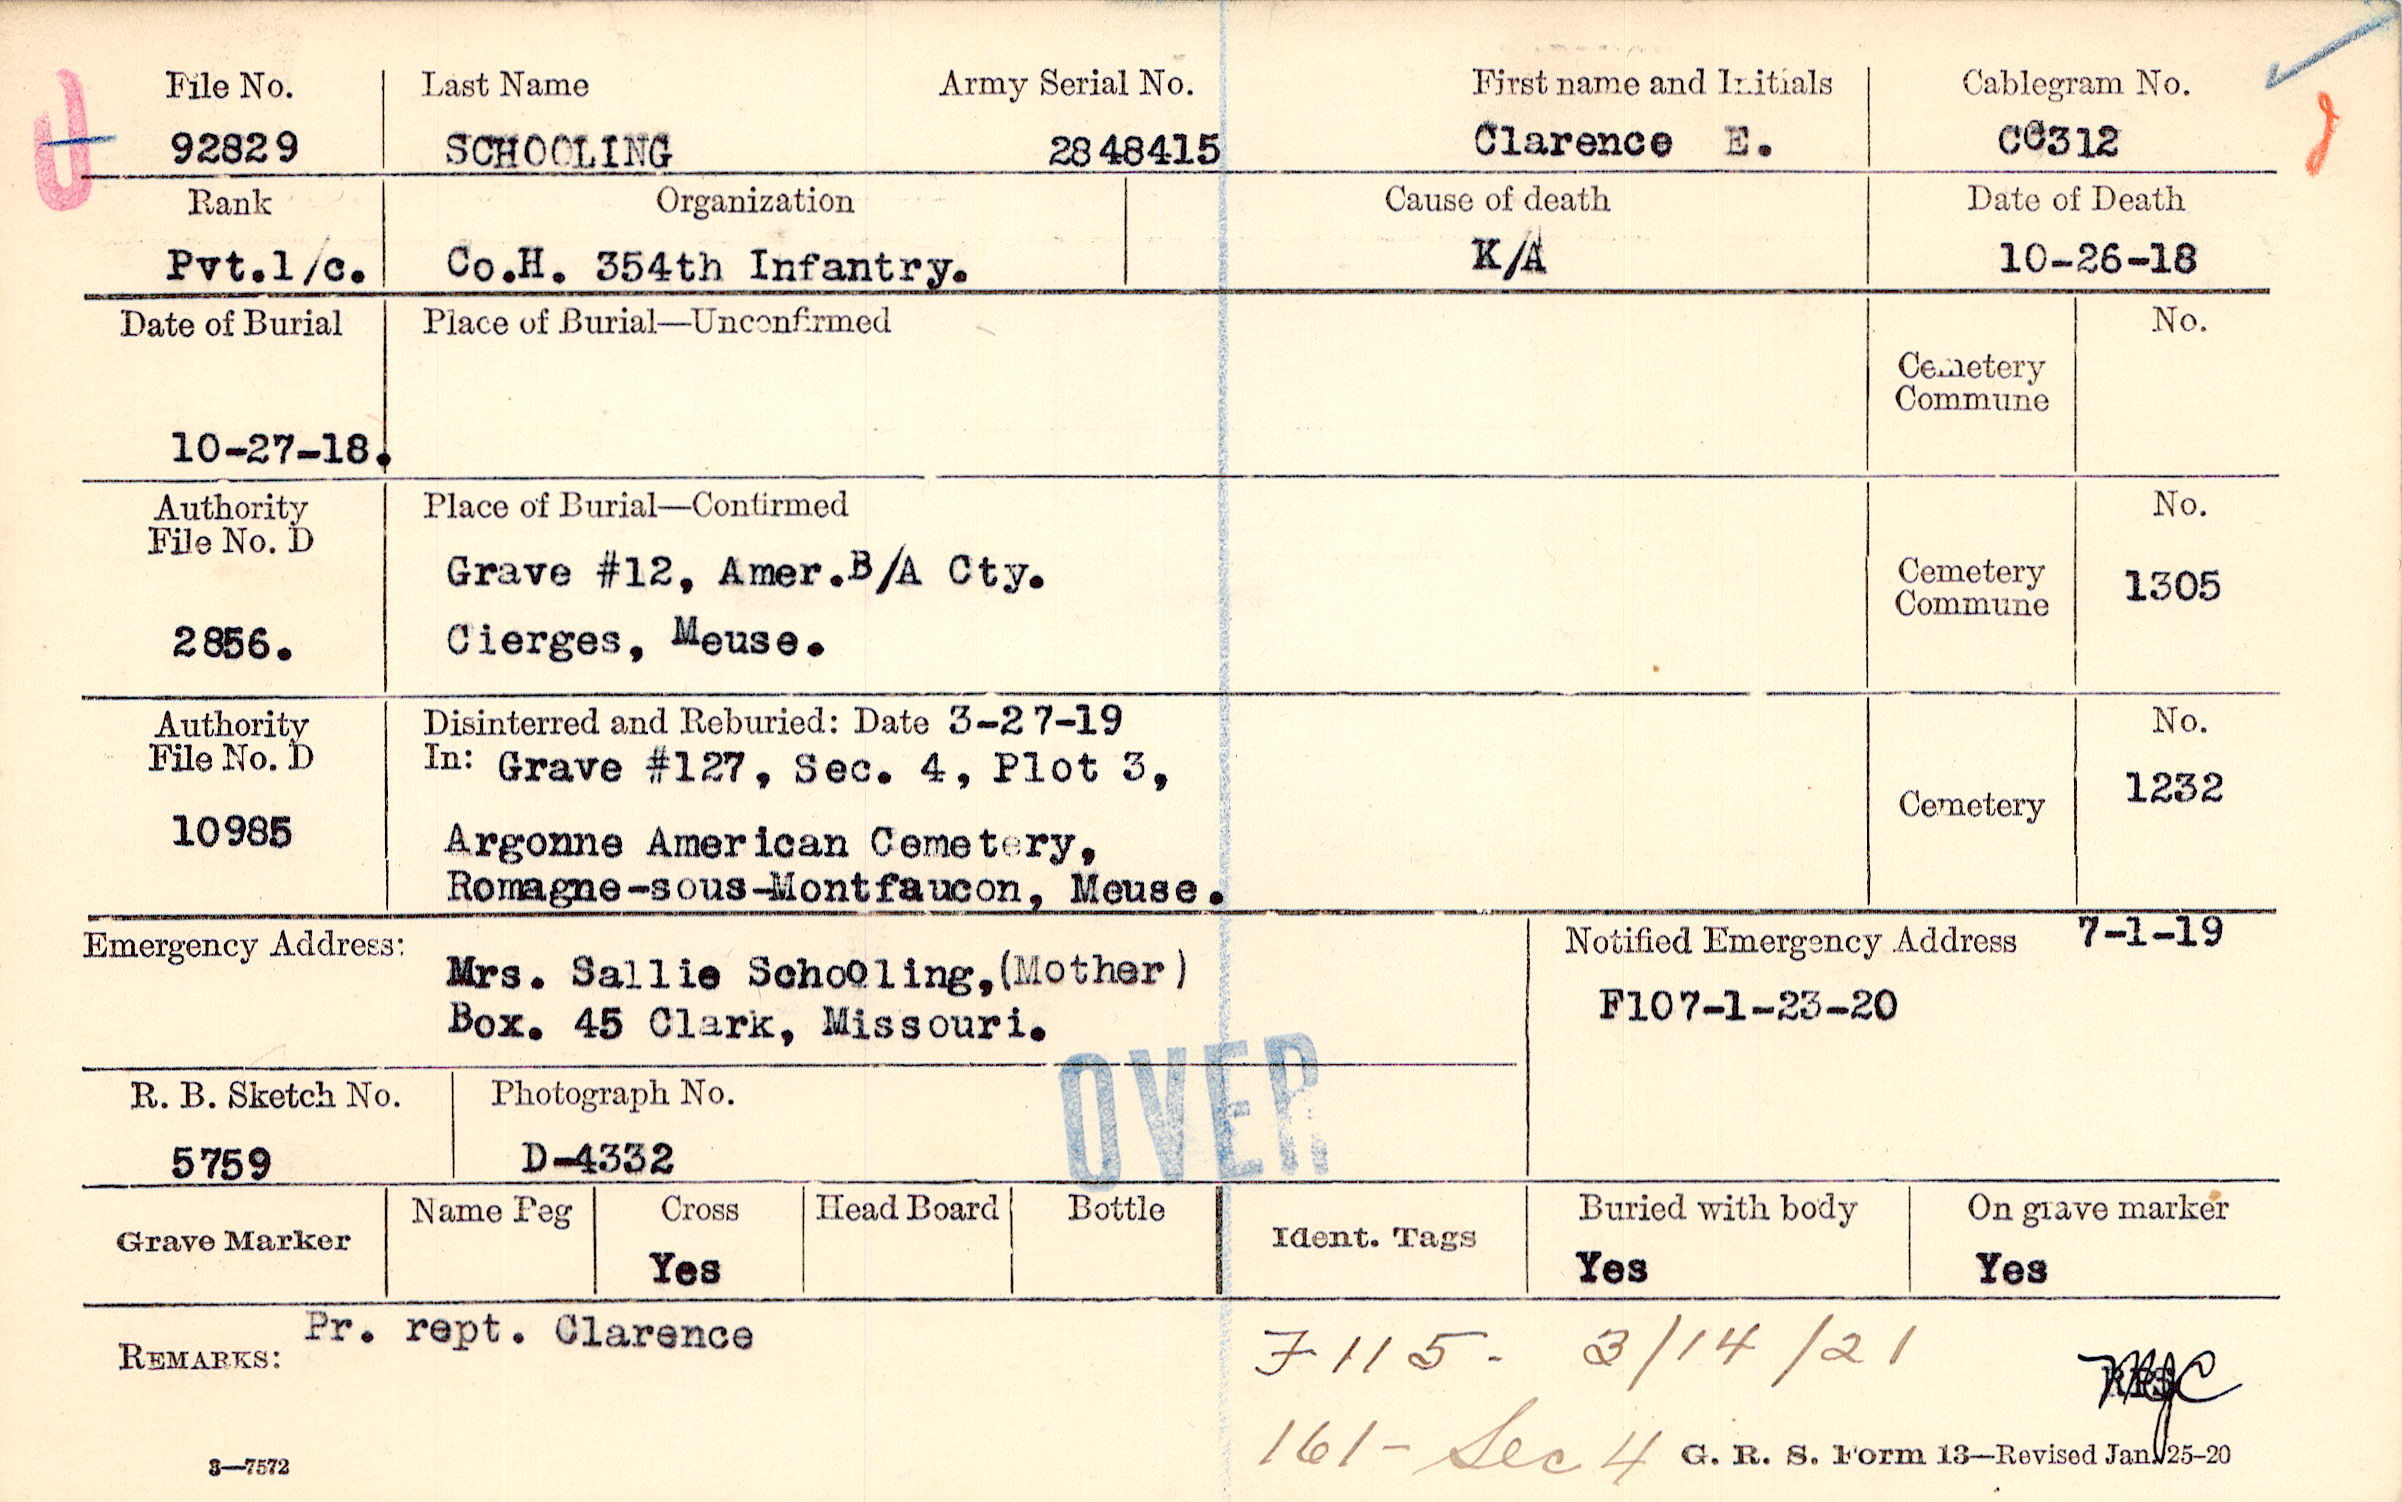 File No. Last Name Army Serial No. First name and Initials Cablegram No.
92829 SCHOOLING 2848415 Clarence E. CC312
Rank Organization Cause of death Date of Death
Pvt.1/c. Co.H. 354th Infantry. K/A 10-26-18
Date of Burial Place of Burial—Unconfirmed No.
Cemetery
Commune
10-27-18.
Authority Place of Burial—Confirmed No.
File No. D
Grave #12, Amer.B/A Cty.
Cemetery
Commune 1305
2856. Cierges, Meuse.
Authority Disinterred and Reburied: Date 3-27-19 No.
File No. D In: Grave #127, Sec. 4, Plot 3,
Cemetery 1232
10985 Argonne American Cemetery,
Romagne-sous-Montfaucon, Meuse.
Emergency Address: Notified Emergency Address 7-1-19
Mrs. Sallie Schooling,(Mother)
Box. 45 Clark, Missouri. F107-1-23-20
OVER
R. B. Sketch No. Photograph No.
5759 D-4332
Grave Marker Name Peg Cross Head Board Bottle Ident. Tags Buried with body On grave marker
Yes Yes Yes
REMARKS: Pr. rept. Clarence
F115- 3/14/21
161- Sec 4
3—7572 G. R. S. Form 13—Revised Jan. 25-20